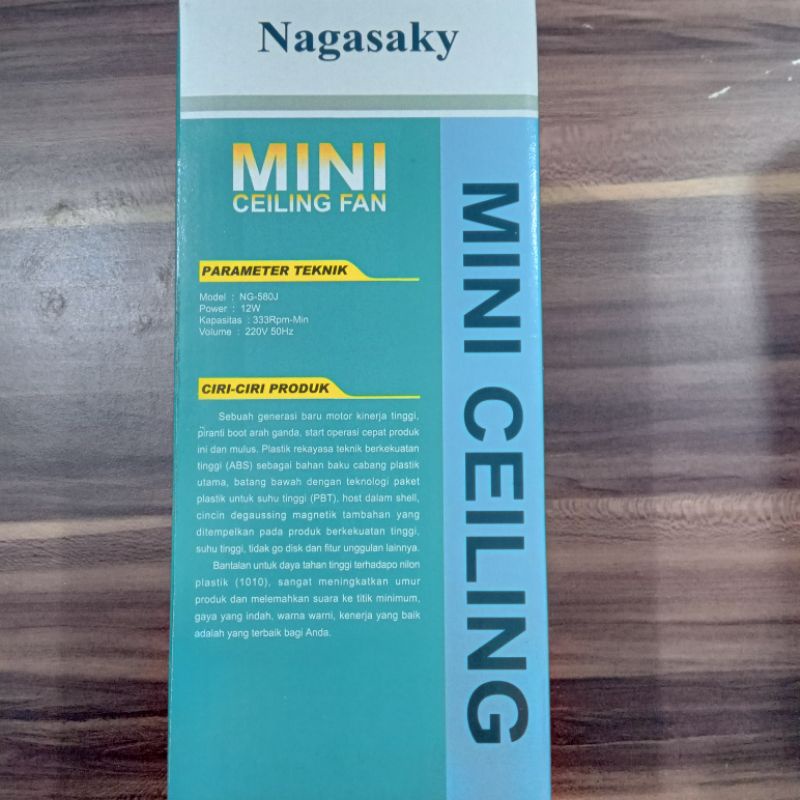 Nagasaky
MINI
CEILING FAN
PARAMETER TEKNIK
Model : NG-560J
Power : 12W
Kapasitas : 333Rpm-Min
Volume : 220V 50Hz
CIRI-CIRI PRODUK
Sebuah generasi baru motor kinerja tinggi,
piranti boot arah ganda, start operasi cepat produk
ini dan mulus. Plastik rekayasa teknik berkekuatan
tinggi (ABS) sebagai bahan baku cabang plastik
utama, batang bawah dengan teknologi paket
plastik untuk suhu tinggi (PBT), host dalam shell,
cincin degaussing magnetik tambahan yang
ditempelkan pada produk berkekuatan tinggi,
suhu tinggi, tidak go disk dan fitur unggulan lainnya.
Bantalan untuk daya tahan tinggi terhadapo nilon
plastik (1010), sangat meningkatkan umur
produk dan melemahkan suara ke titik minimum,
gaya yang indah, warna warni, kenerja yang baik
adalah yang terbaik bagi Anda.
MINI CEILING